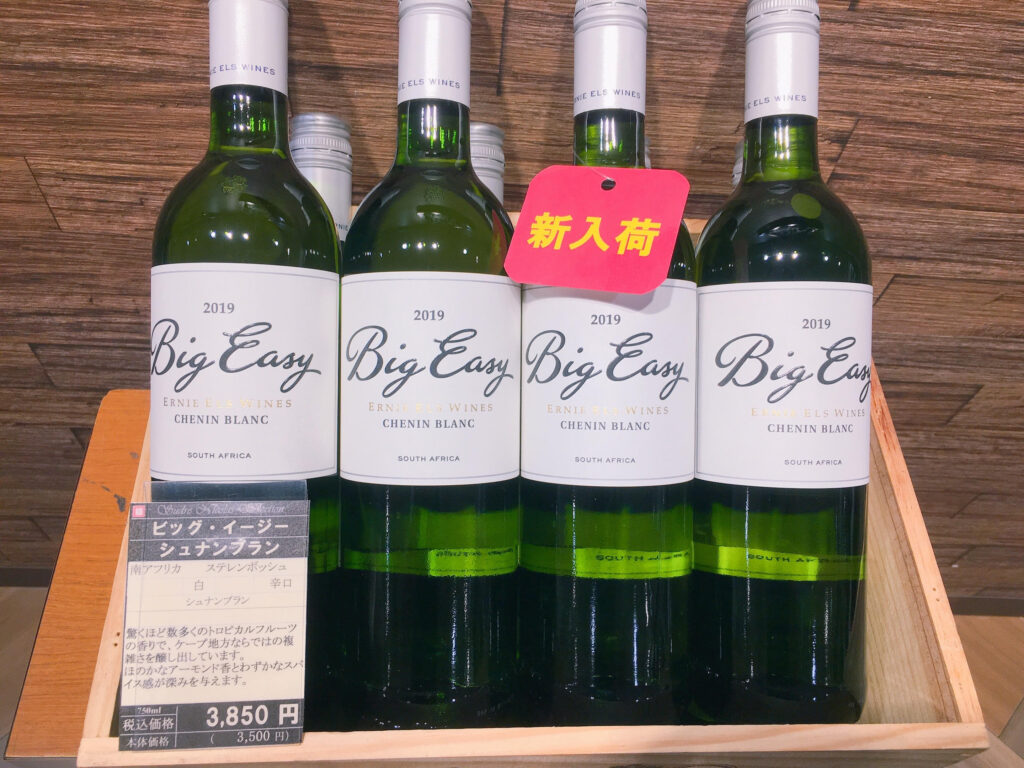 NIE ELS WINES
NIE ELS WINES
NIE ELS WINES
NIE ELS WINES
新入荷
2019
Big Easy
ERNIE ELS WINES
CHENIN BLANC
SOUTH AFRICA
2019
Big Easy
ERNIE ELS WINES
CHENIN BLANC
SOUTH AFRICA
2019
Big Easy
ERNIE ELS WINES
CHENIN BLANC
SOUTH AFRICA
2019
Big Easy
ERNIE ELS WINES
CHENIN BLANC
SOUTH AFRICA
SOUTH
SOUTH AF
ビッグ・イージー
シュナンブラン
南アフリカ ステレンボッシュ
白 辛口
シュナンブラン
驚くほど数多くのトロピカルフルーツ
の香りで、ケープ地方ならではの複
雑さを醸し出しています。
ほのかなアーモンド香とわずかなスパ
イス感が深みを与えます。
750ml
税込価格 3,850 円
本体価格 ( 3,500 円)